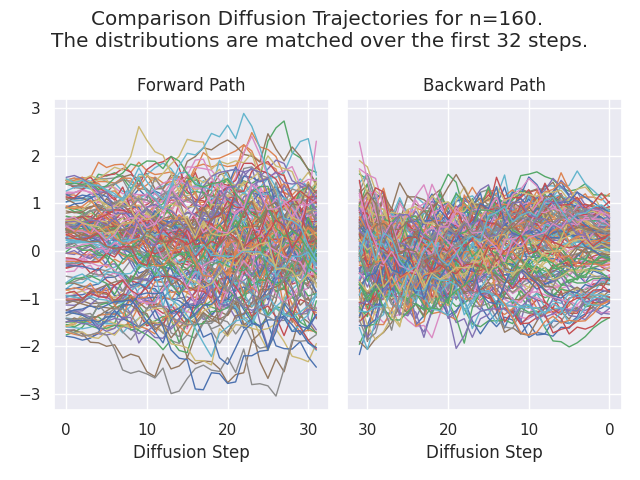 Comparison Diffusion Trajectories for n=160.
The distributions are matched over the first 32 steps.
Forward Path
Backward Path
3
2
1
0
−1
−2
−3
0 10 20 30
30 20 10 0
Diffusion Step
Diffusion Step